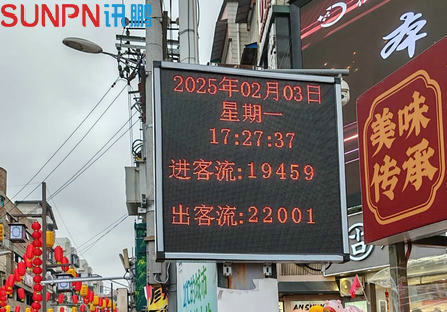 SUNPN讯鹏
2025年02月03日
星期一
17:27:37
进客流:19459
出客流:22001
美味
传承